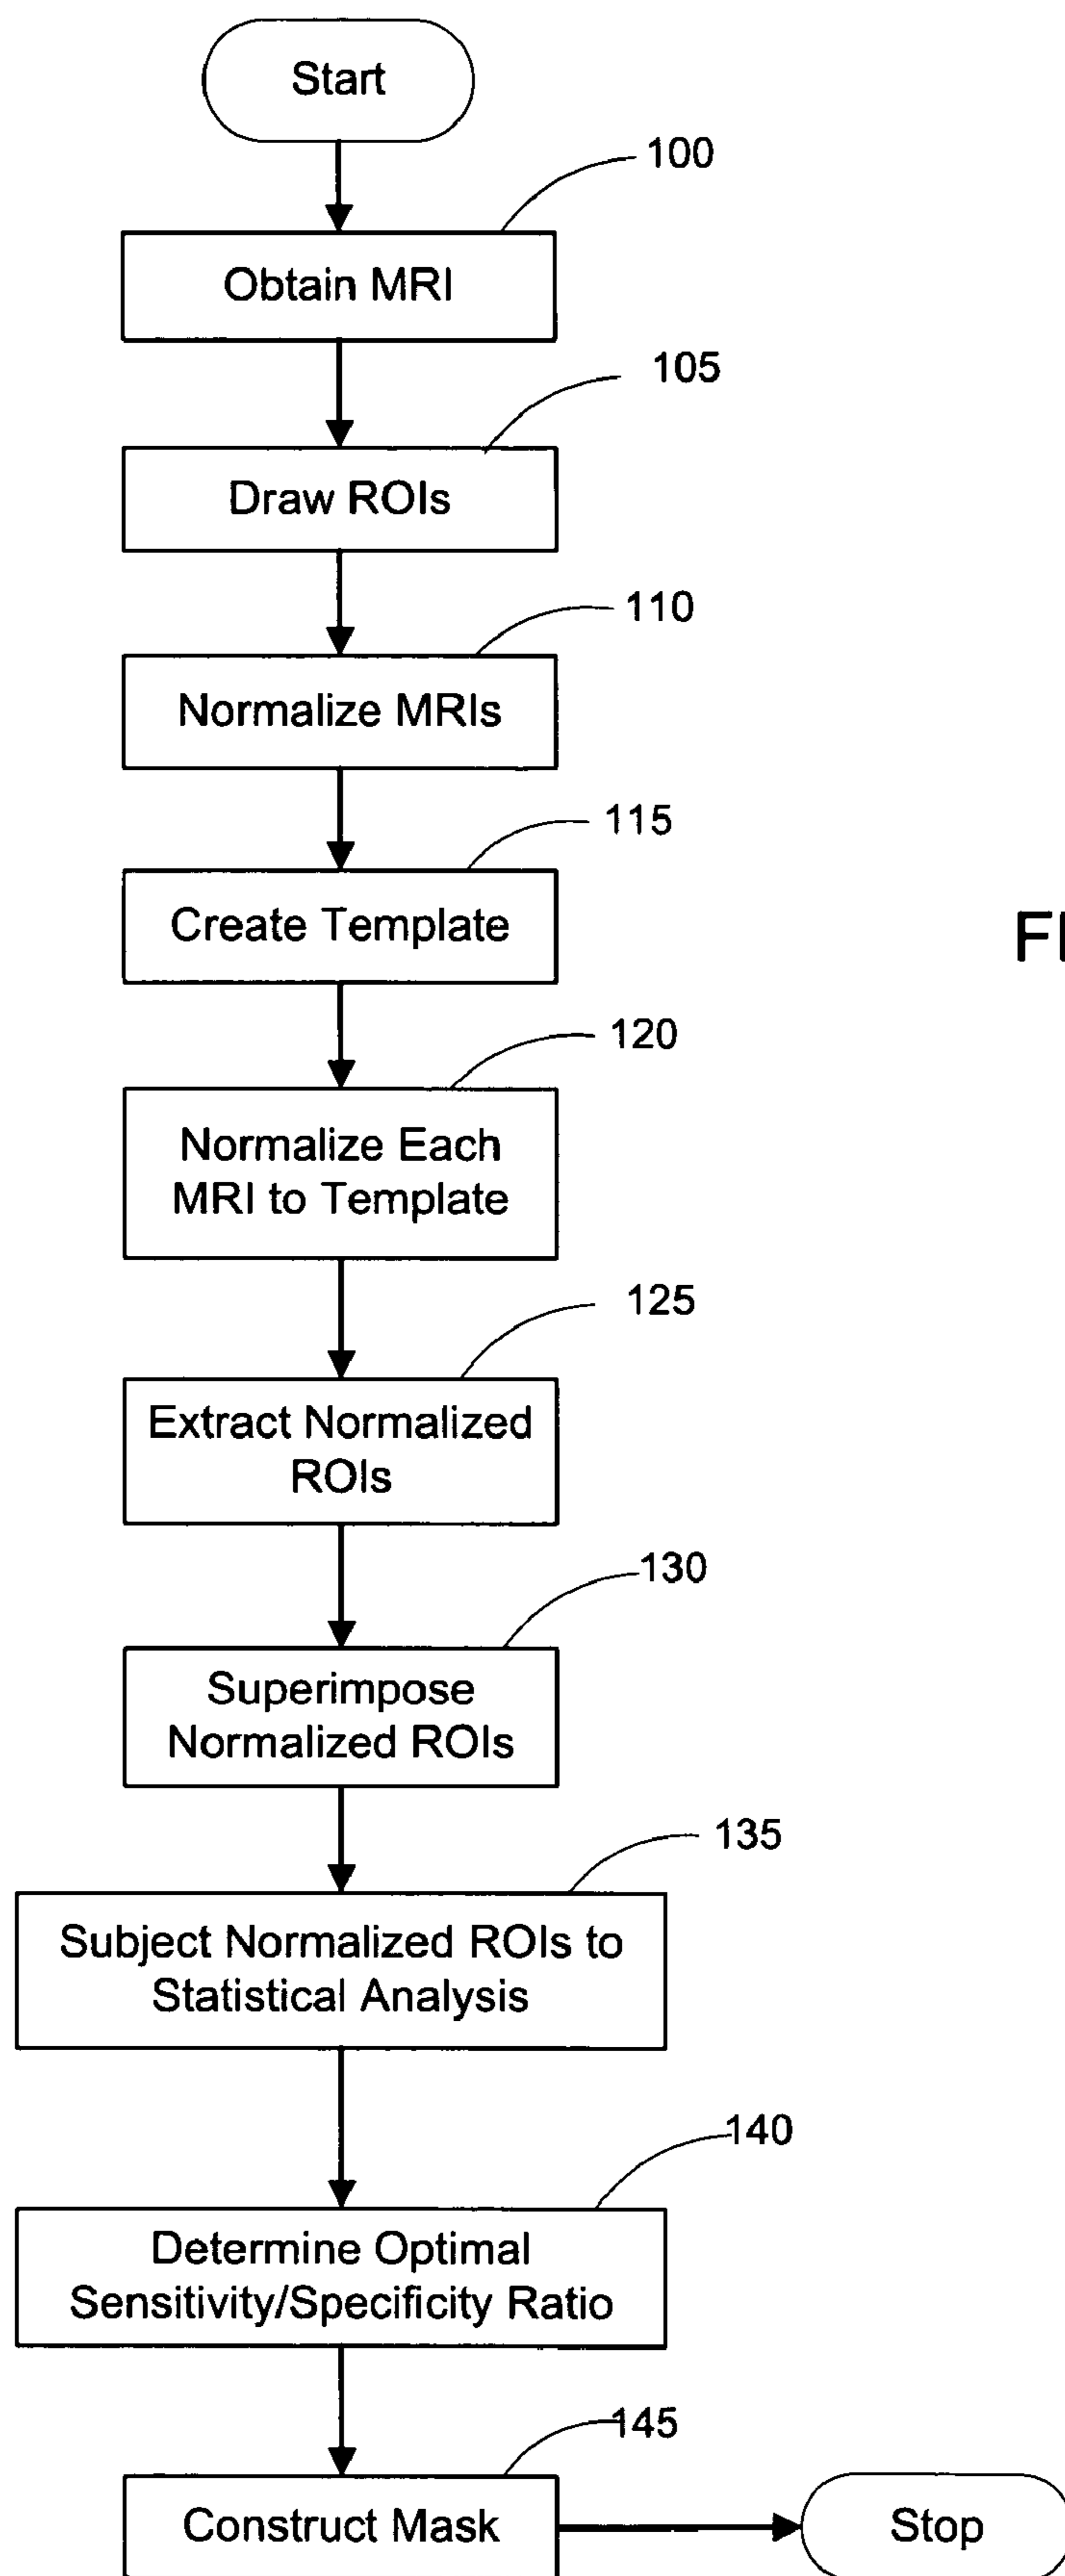 Start
100
Obtain MRI
105
Draw ROIs
110
Normalize MRIs
115
Create Template
120
Normalize Each
MRI to Template
125
Extract Normalized
ROIs
130
Superimpose
Normalized ROIs
135
Subject Normalized ROIs to
Statistical Analysis
140
Determine Optimal
Sensitivity/Specificity Ratio
145
Construct Mask
Stop